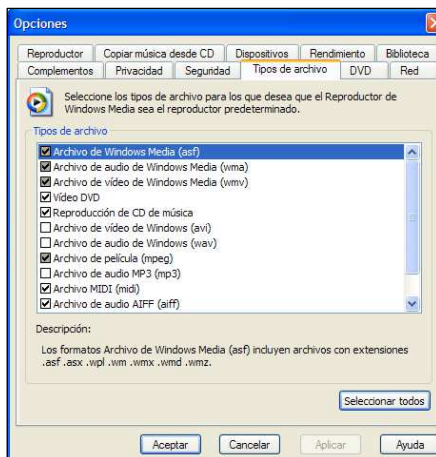 Opciones
Reproductor Copiar música desde CD Dispositivos Rendimiento Biblioteca
Complementos Privacidad Seguridad Tipos de archivo DVD Red
Seleccione los tipos de archivo para los que desea que el Reproductor de
Windows Media sea el reproductor predeterminado.
Tipos de archivo
Archivo de Windows Media (asf)
Archivo de audio de Windows Media (wma)
Archivo de vídeo de Windows Media (wmv)
Vídeo DVD
Reproducción de CD de música
Archivo de vídeo de Windows (avi)
Archivo de audio de Windows (wav)
Archivo de película (mpeg)
Archivo de audio MP3 (mp3)
Archivo MIDI (midi)
Archivo de audio AIFF (aiff)
Descripción:
Los formatos Archivo de Windows Media (asf) incluyen archivos con extensiones
.asf .asx .wpl .wm .wmx .wmd .wmz.
Seleccionar todos
Aceptar Cancelar Aplicar Ayuda